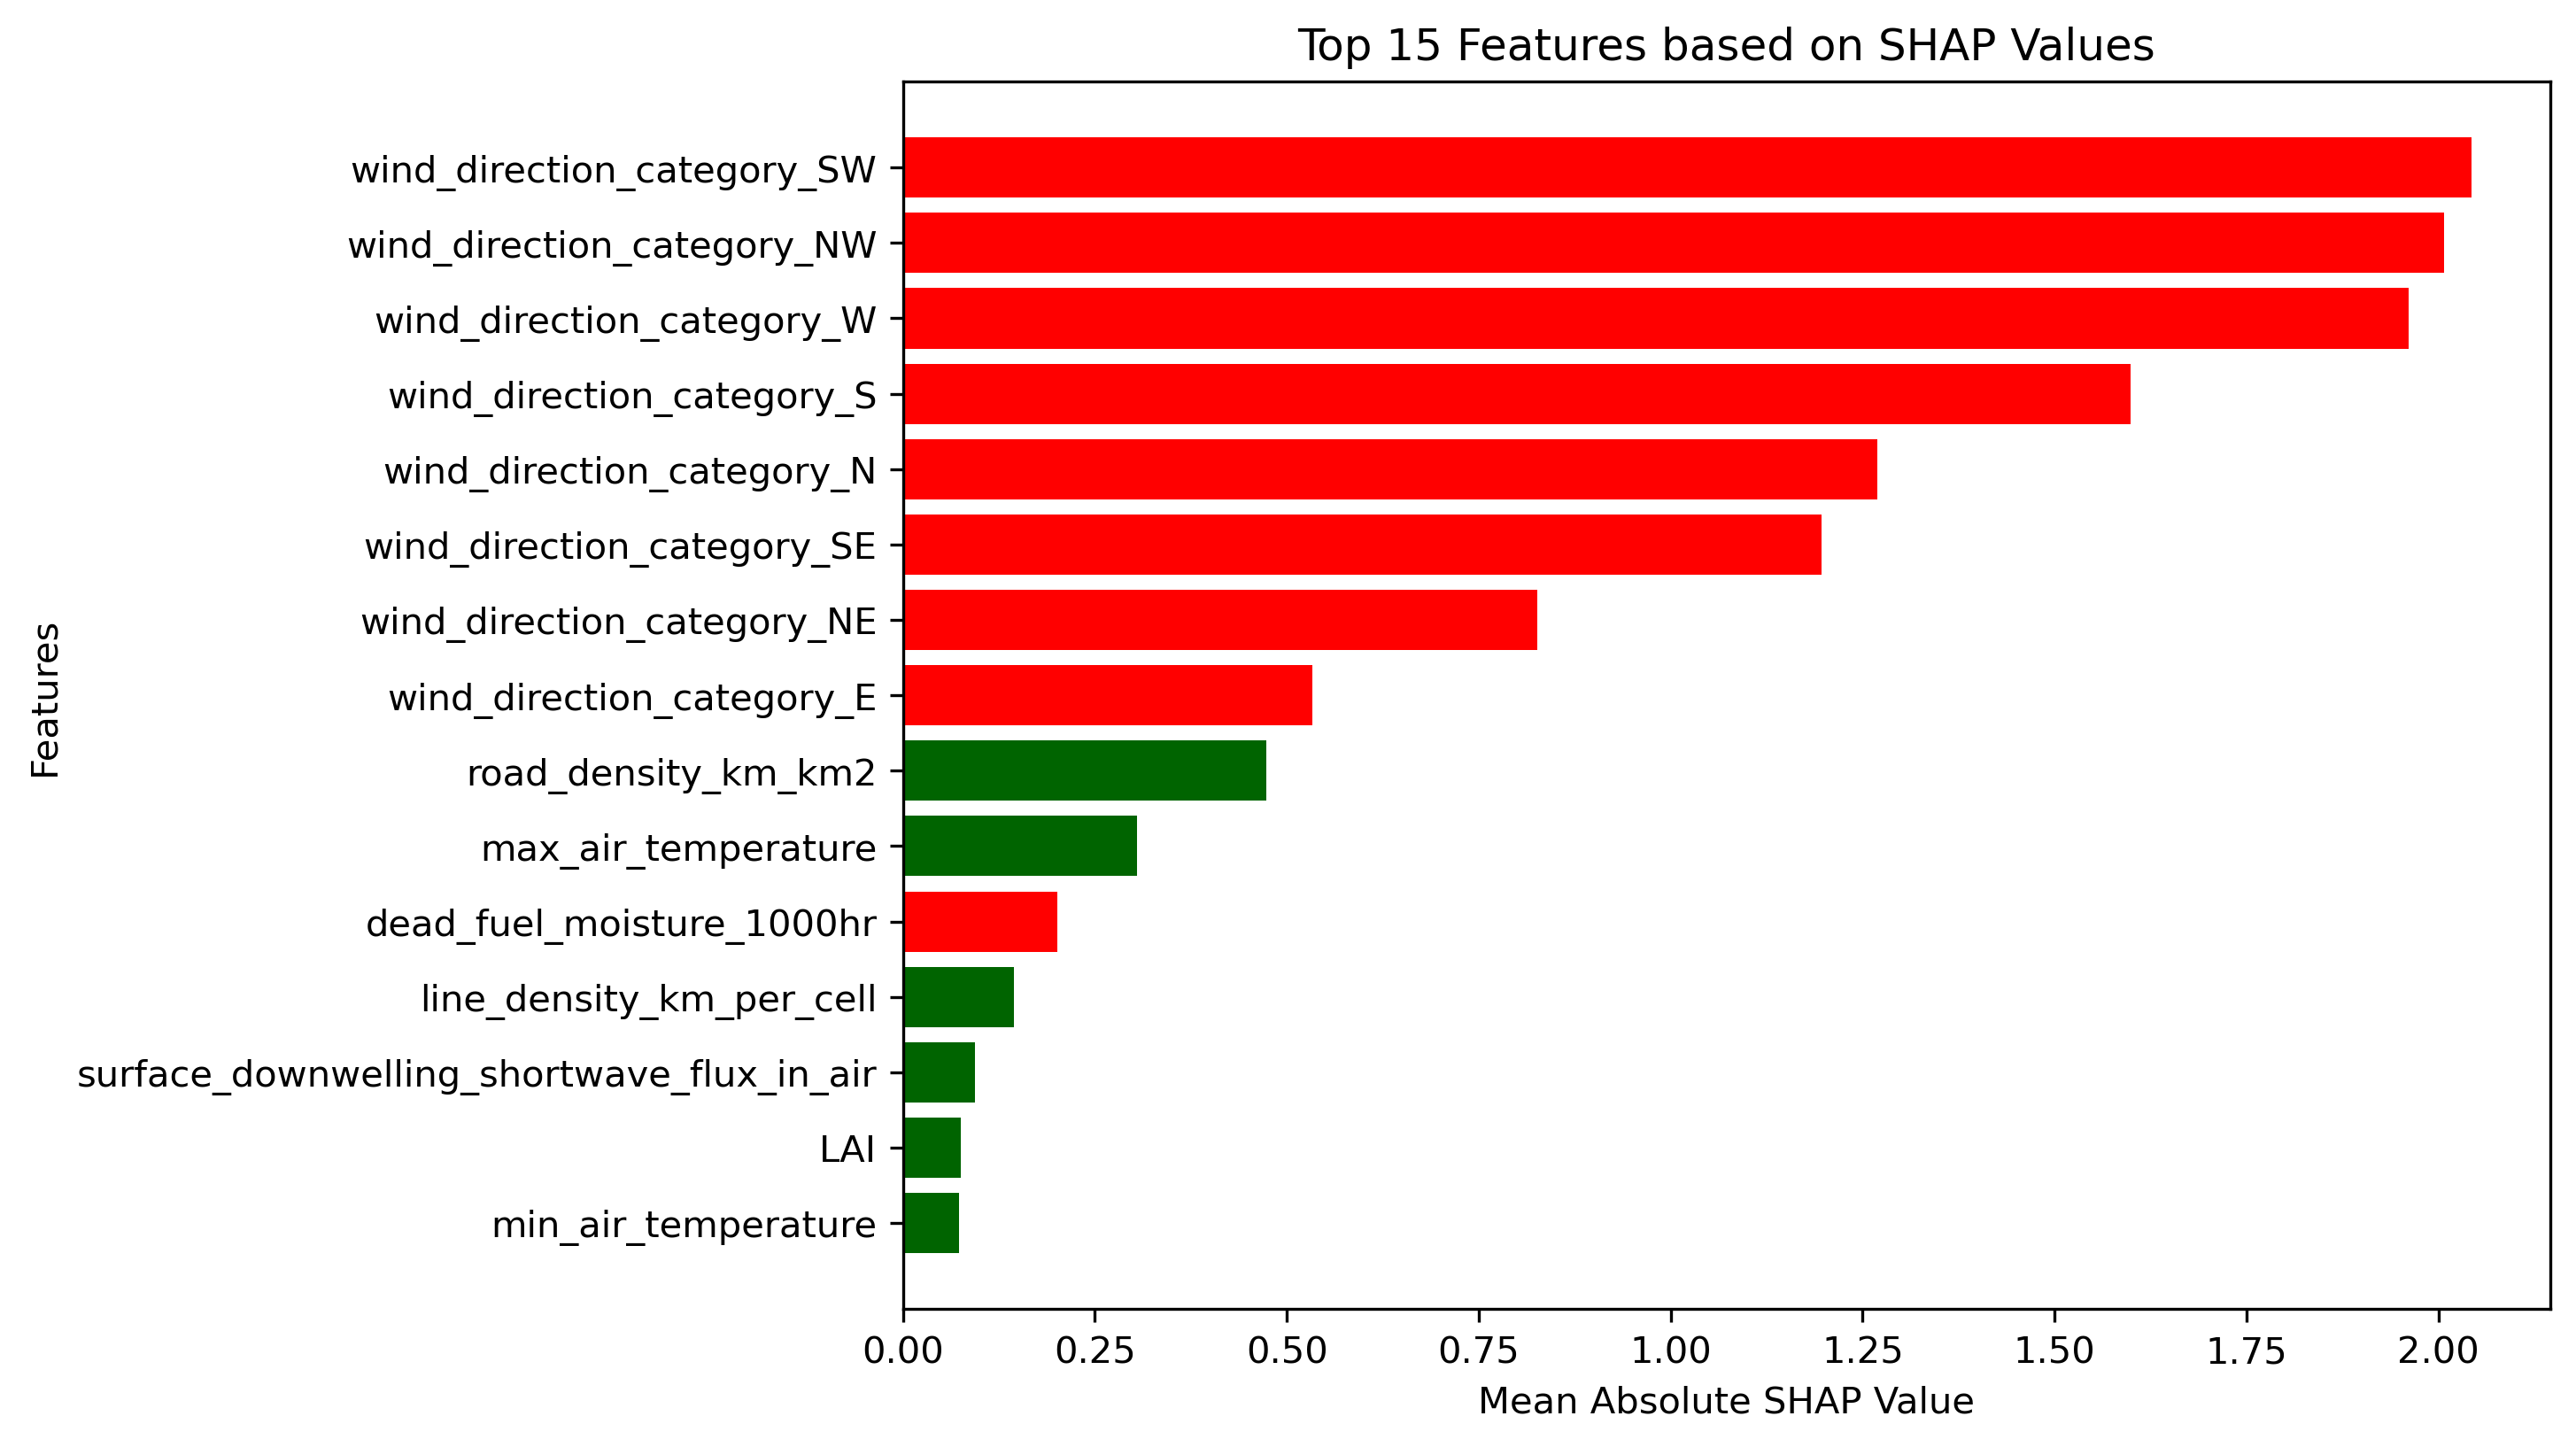 Top 15 Features based on SHAP Values
Features
wind_direction_category_SW
wind_direction_category_NW
wind_direction_category_W
wind_direction_category_S
wind_direction_category_N
wind_direction_category_SE
wind_direction_category_NE
wind_direction_category_E
road_density_km_km2
max_air_temperature
dead_fuel_moisture_1000hr
line_density_km_per_cell
surface_downwelling_shortwave_flux_in_air
LAI
min_air_temperature
0.00 0.25 0.50 0.75 1.00 1.25 1.50 1.75 2.00
Mean Absolute SHAP Value